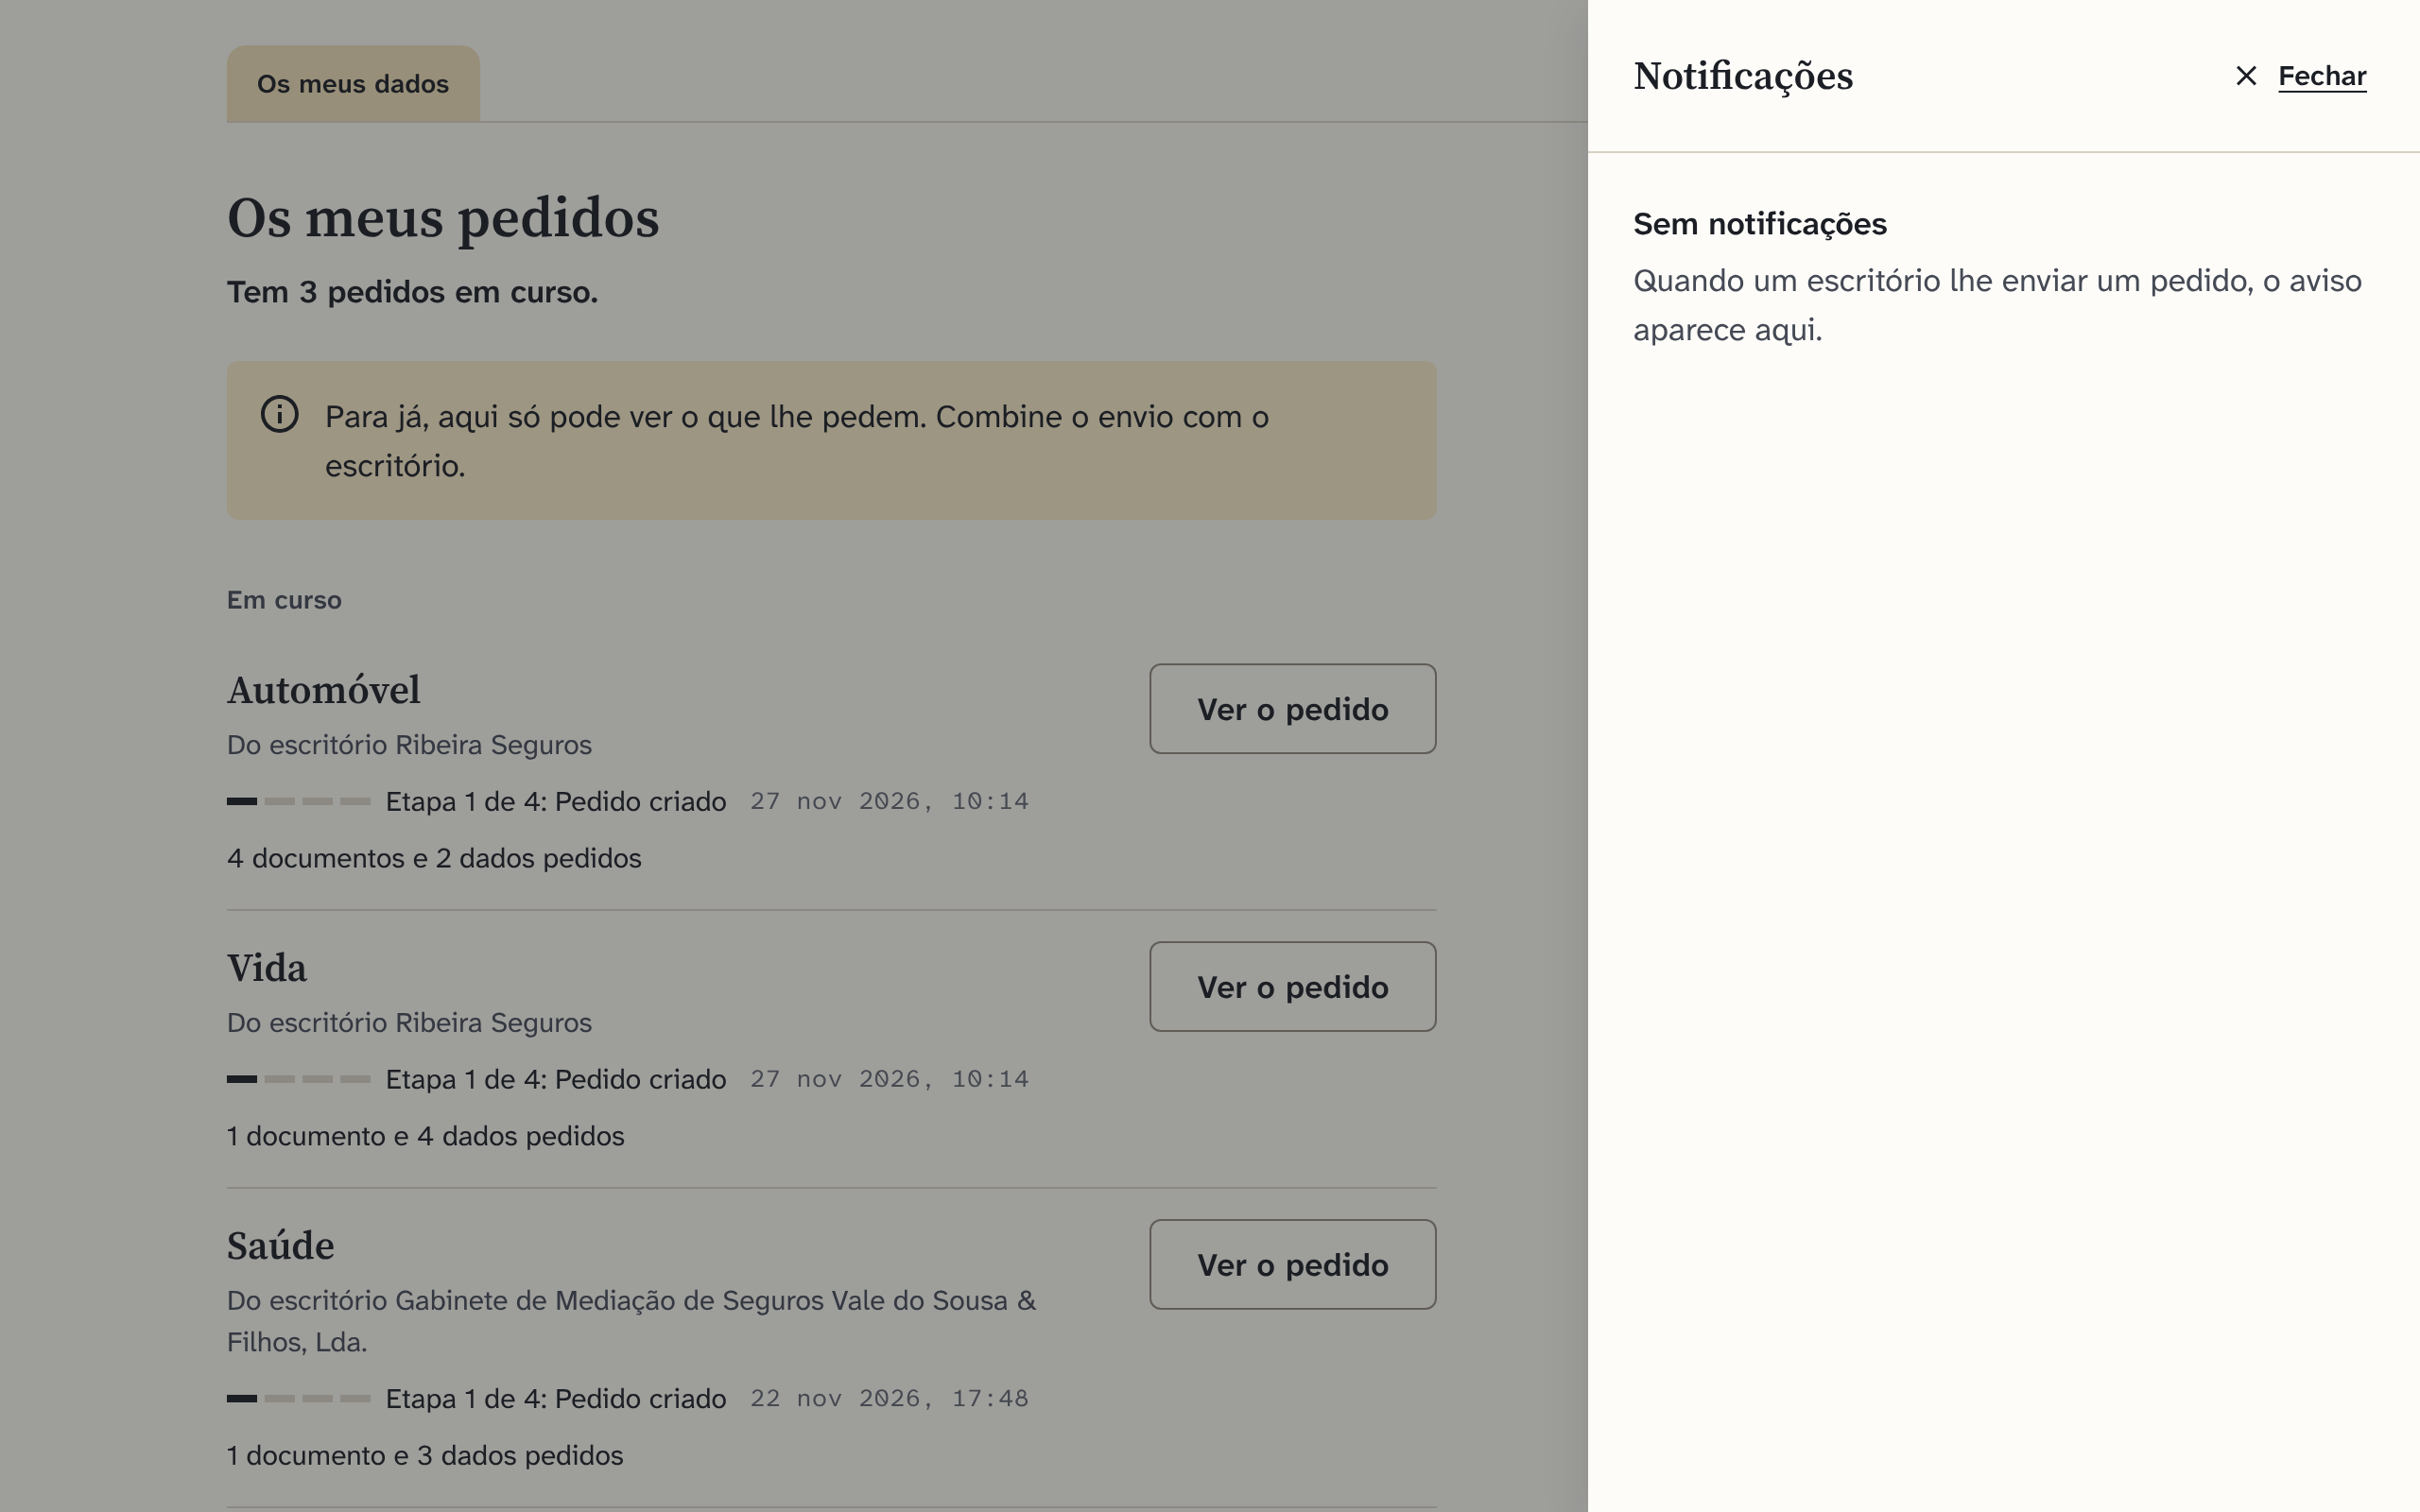 Os meus dados
Os meus pedidos
Tem 3 pedidos em curso.
Para já, aqui só pode ver o que lhe pedem. Combine o envio com o
escritório.
Em curso
Automóvel
Ver o pedido
Do escritório Ribeira Seguros
Etapa 1 de 4: Pedido criado 27 nov 2026, 10:14
4 documentos e 2 dados pedidos
Vida
Ver o pedido
Do escritório Ribeira Seguros
Etapa 1 de 4: Pedido criado 27 nov 2026, 10:14
1 documento e 4 dados pedidos
Saúde
Ver o pedido
Do escritório Gabinete de Mediação de Seguros Vale do Sousa &
Filhos, Lda.
Etapa 1 de 4: Pedido criado 22 nov 2026, 17:48
1 documento e 3 dados pedidos
Notificações
Fechar
Sem notificações
Quando um escritório lhe enviar um pedido, o aviso
aparece aqui.